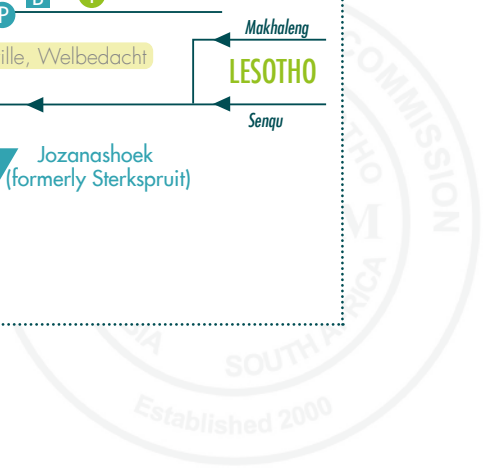 P B
Makhaleng
ille, Welbedacht
LESOTHO
Senqu
Jozanashoek
(formerly Sterkspruit)
COMMISSION
SOUTH AFRICA
Established 2000